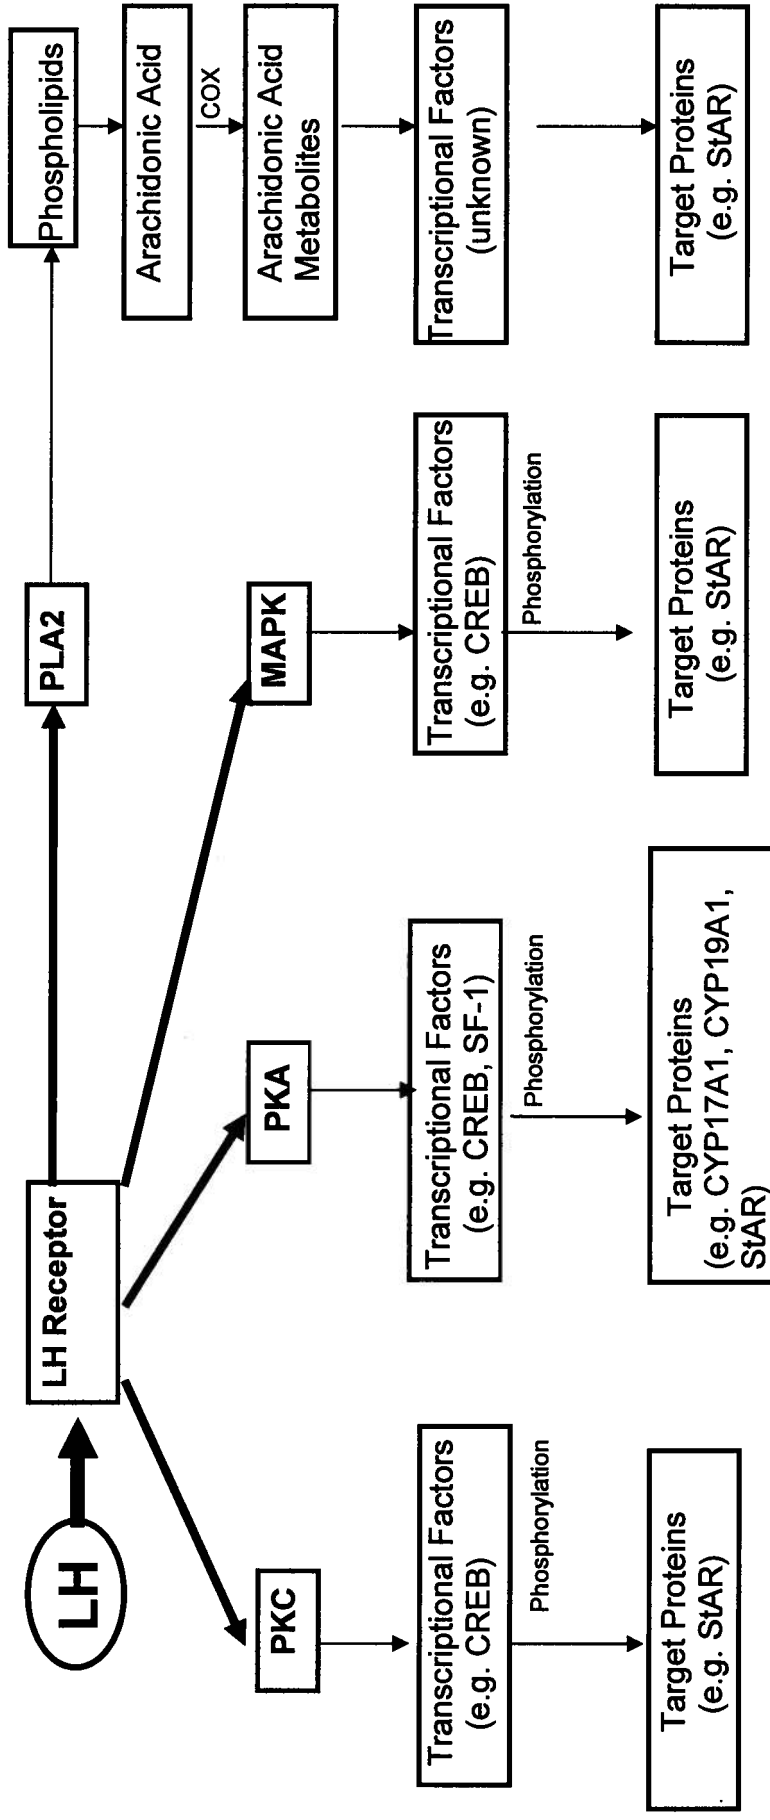 LH
LH Receptor
PLA2
Phospholipids
Arachidonic Acid
COX
Arachidonic Acid
Metabolites
Transcriptional Factors
(unknown)
Target Proteins
(e.g. StAR)
MAPK
Transcriptional Factors
(e.g. CREB)
Phosphorylation
Target Proteins
(e.g. StAR)
PKA
Transcriptional Factors
(e.g. CREB, SF-1)
Phosphorylation
Target Proteins
(e.g. CYP17A1, CYP19A1,
StAR)
PKC
Transcriptional Factors
(e.g. CREB)
Phosphorylation
Target Proteins
(e.g. StAR)